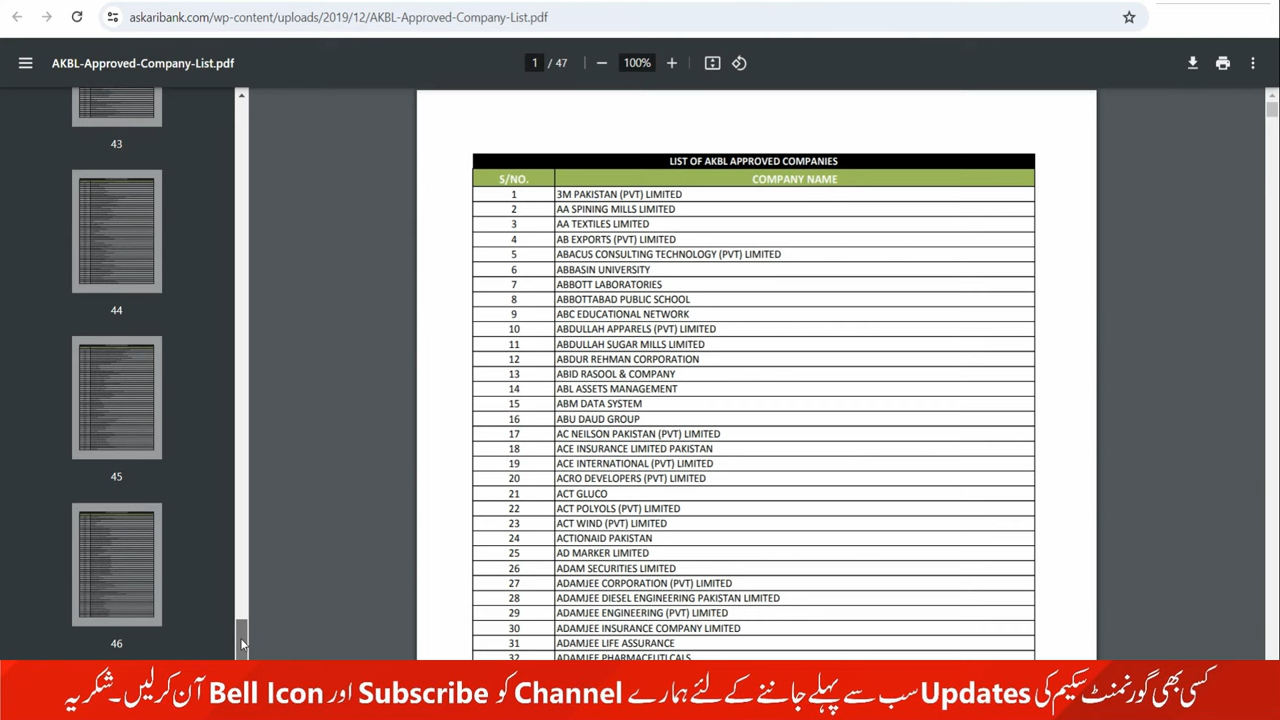 askaribank.com/wp-content/uploads/2019/12/AKBL-Approved-Company-List.pdf
AKBL-Approved-Company-List.pdf
1 / 47
100%
43
44
45
46
LIST OF AKBL APPROVED COMPANIES
S/NO. COMPANY NAME
1 3M PAKISTAN (PVT) LIMITED
2 AA SPINING MILLS LIMITED
3 AA TEXTILES LIMITED
4 AB EXPORTS (PVT) LIMITED
5 ABACUS CONSULTING TECHNOLOGY (PVT) LIMITED
6 ABBASIN UNIVERSITY
7 ABBOTT LABORATORIES
8 ABBOTTABAD PUBLIC SCHOOL
9 ABC EDUCATIONAL NETWORK
10 ABDULLAH APPARELS (PVT) LIMITED
11 ABDULLAH SUGAR MILLS LIMITED
12 ABDUR REHMAN CORPORATION
13 ABID RASOOL & COMPANY
14 ABL ASSETS MANAGEMENT
15 ABM DATA SYSTEM
16 ABU DAUD GROUP
17 AC NEILSON PAKISTAN (PVT) LIMITED
18 ACE INSURANCE LIMITED PAKISTAN
19 ACE INTERNATIONAL (PVT) LIMITED
20 ACRO DEVELOPERS (PVT) LIMITED
21 ACT GLUCO
22 ACT POLYOLS (PVT) LIMITED
23 ACT WIND (PVT) LIMITED
24 ACTIONAID PAKISTAN
25 AD MARKER LIMITED
26 ADAM SECURITIES LIMITED
27 ADAMJEE CORPORATION (PVT) LIMITED
28 ADAMJEE DIESEL ENGINEERING PAKISTAN LIMITED
29 ADAMJEE ENGINEERING (PVT) LIMITED
30 ADAMJEE INSURANCE COMPANY LIMITED
31 ADAMJEE LIFE ASSURANCE
32 ADAMJEE PHARMACEUTICALS
کسی بھی گورنمنٹ سکیم کی Updates سب سے پہلے جاننے کے لئے ہمارے Channel کو Subscribe اور Bell Icon آن کرلیں۔شکریہ